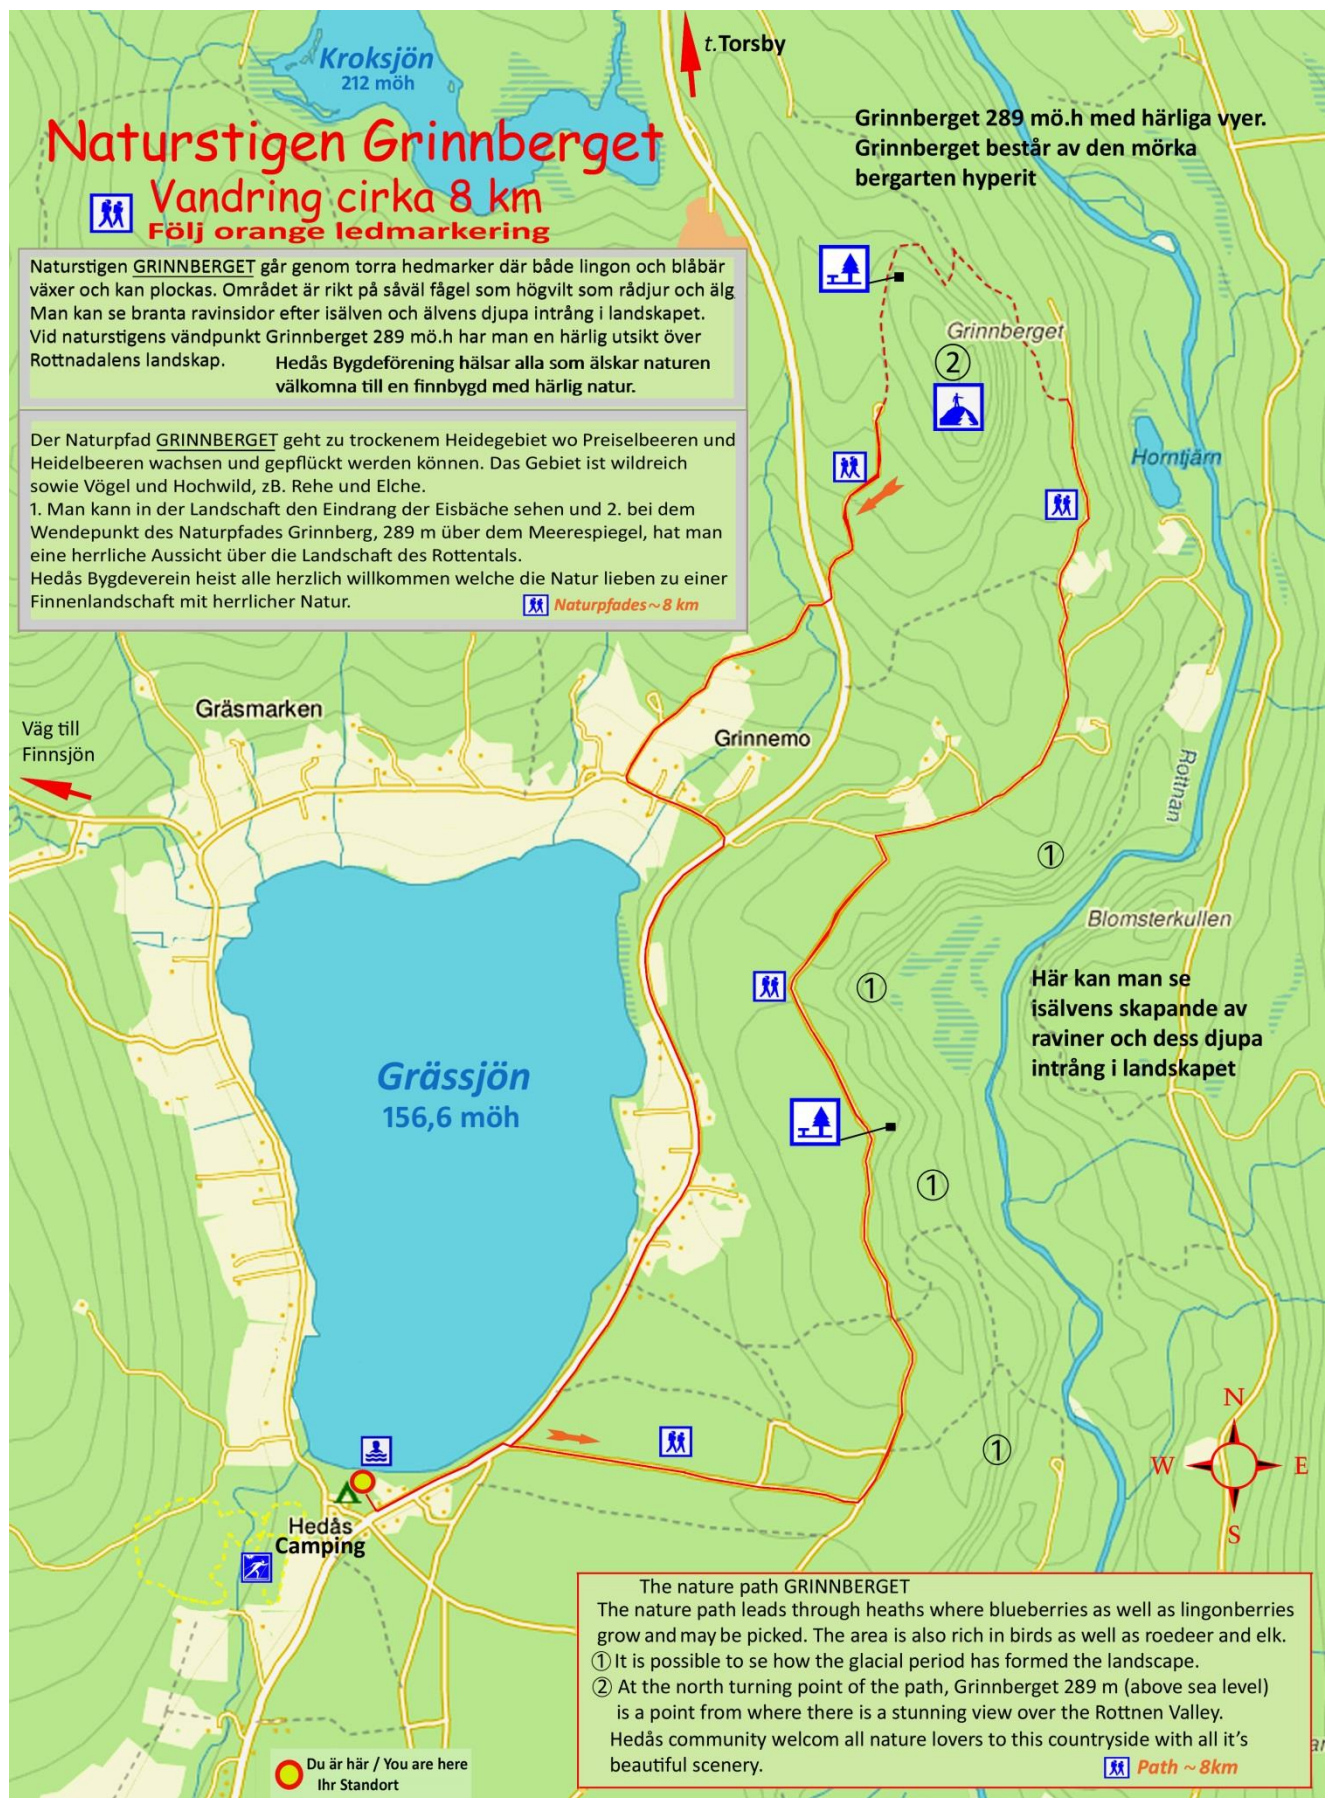 Kroksjön
212 möh
t.Torsby
Naturstigen Grinnberget
Vandring cirka 8 km
Följ orange ledmarkering
Grinnberget 289 mö.h med härliga vyer.
Grinnberget består av den mörka
bergarten hyperit
Naturstigen GRINNBERGET går genom torra hedmarker där både lingon och blåbär
växer och kan plockas. Området är rikt på såväl fågel som högvilt som rådjur och älg
Man kan se branta ravinsidor efter isälven och älvens djupa intrång i landskapet.
Vid naturstigens vändpunkt Grinnberget 289 mö.h har man en härlig utsikt över
Rottnadalens landskap. Hedås Bygdeförening hälsar alla som älskar naturen
välkomna till en finnbygd med härlig natur.
Grinnberget
2
Der Naturpfad GRINNBERGET geht zu trockenem Heidegebiet wo Preiselbeeren und
Heidelbeeren wachsen und gepflückt werden können. Das Gebiet ist wildreich
sowie Vögel und Hochwild, zB. Rehe und Elche.
1. Man kann in der Landschaft den Eindrang der Eisbäche sehen und 2. bei dem
Wendepunkt des Naturpfades Grinnberg, 289 m über dem Meerespiegel, hat man
eine herrliche Aussicht über die Landschaft des Rottentals.
Hedås Bygdeverein heist alle herzlich willkommen welche die Natur lieben zu einer
Finnenlandschaft mit herrlicher Natur.
Naturpfades ~ 8 km
Horntjärn
Gräsmarken
Väg till
Finnsjön
Grinnemo
Rottnan
1
Blomsterkullen
1
Här kan man se
isälvens skapande av
raviner och dess djupa
intrång i landskapet
Grässjön
156,6 möh
1
1
N
W E
S
Hedås
Camping
The nature path GRINNBERGET
The nature path leads through heaths where blueberries as well as lingonberries
grow and may be picked. The area is also rich in birds as well as roedeer and elk.
1 It is possible to se how the glacial period has formed the landscape.
2 At the north turning point of the path, Grinnberget 289 m (above sea level)
is a point from where there is a stunning view over the Rottnen Valley.
Hedås community welcom all nature lovers to this countryside with all it's
beautiful scenery.
Path ~ 8km
Du är här / You are here
Ihr Standort